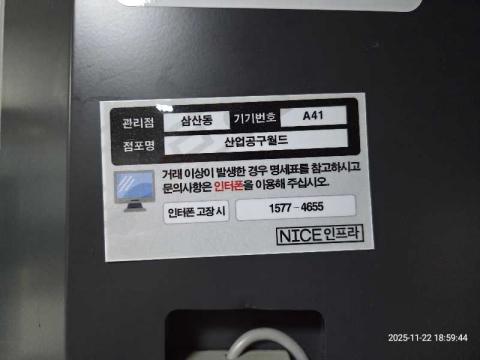 관리점 삼산동 기기번호 A41
점포명 산업공구월드
거래 이상이 발생한 경우 명세표를 참고하시고
문의사항은 인터폰을 이용해 주십시오.
인터폰 고장 시 1577-4655
NICE인프라
2025-11-22 18:59:44